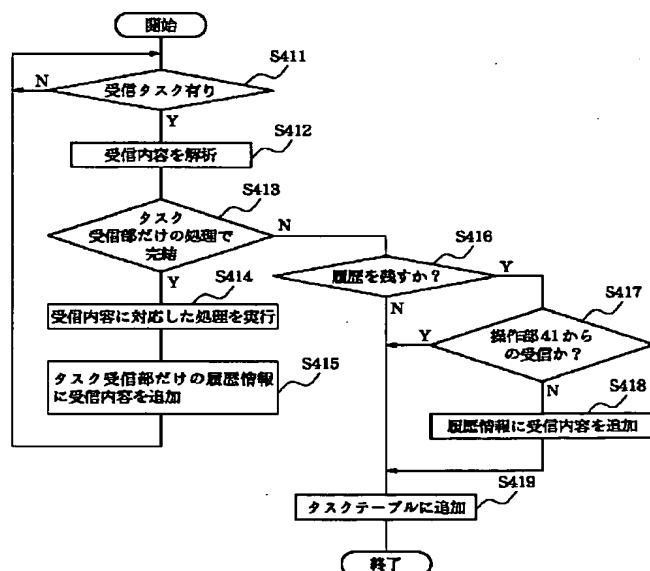 開始
S411
受信タスク有り
N
Y
S412
受信内容を解析
S413
タスク
受信部だけの処理で
完結
N
Y
S414
受信内容に対応した処理を実行
S415
タスク受信部だけの履歴情報
に受信内容を追加
S416
履歴を残すか?
Y
N
S417
操作部41から
の受信か?
Y
N
S418
履歴情報に受信内容を追加
S419
タスクテーブルに追加
終了